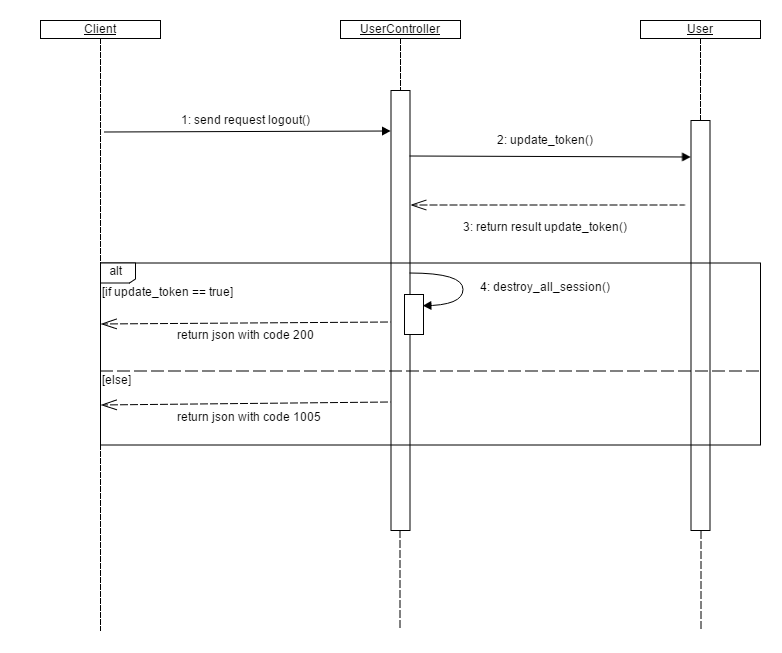 Client
UserController
User
1: send request logout()
2: update_token()
3: return result update_token()
alt
[if update_token == true]
4: destroy_all_session()
return json with code 200
[else]
return json with code 1005